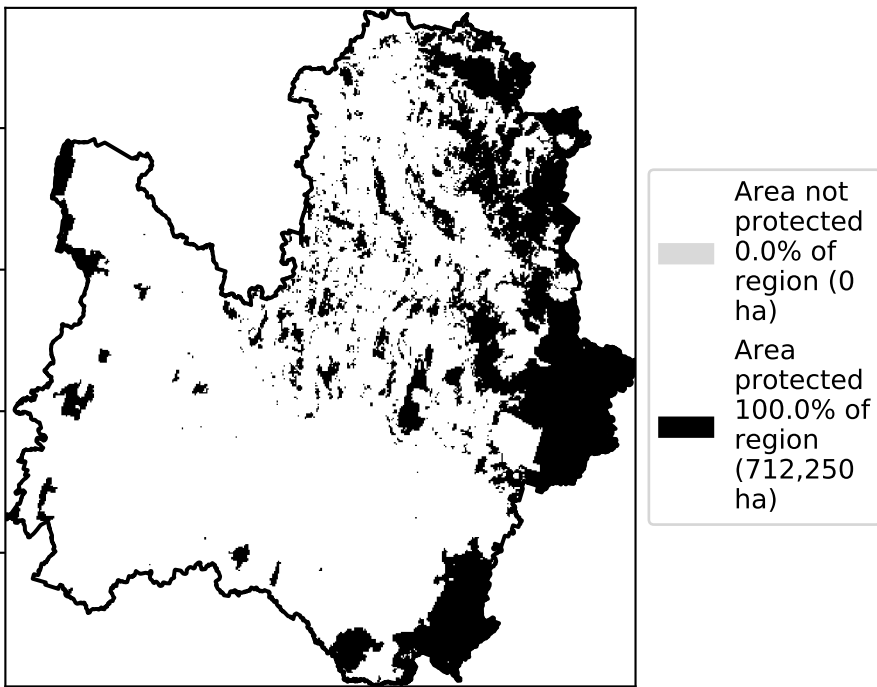 Area not
protected
0.0% of
region (0
ha)
Area
protected
100.0% of
region
(712,250
ha)